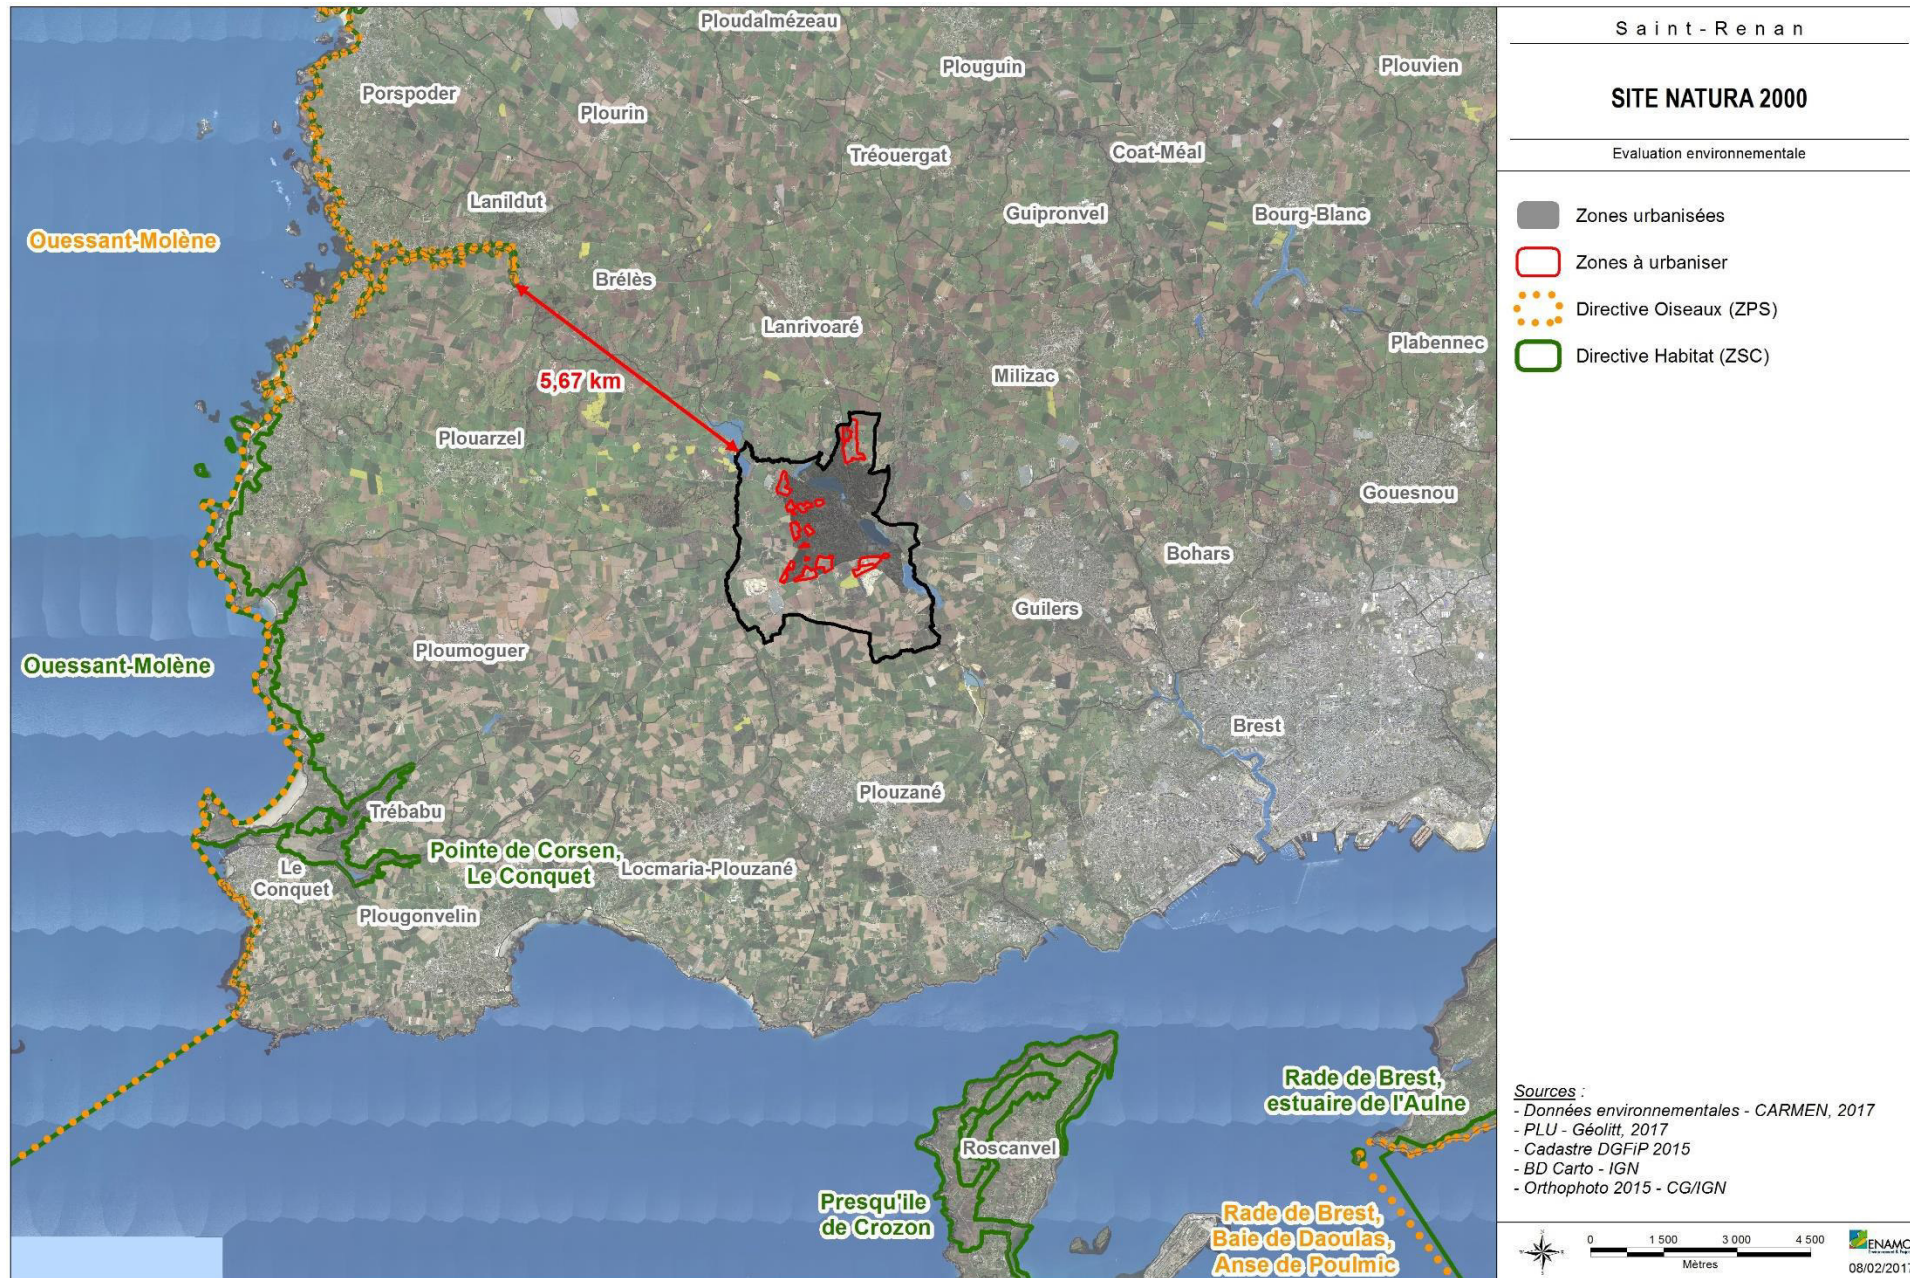 Saint-Renan
SITE NATURA 2000
Evaluation environnementale
Zones urbanisées
Zones à urbaniser
Directive Oiseaux (ZPS)
Directive Habitat (ZSC)
Ploudalmézeau
Plouguin
Plouvien
Porspoder
Plourin
Tréouergat
Coat-Méal
Lanildut
Guipronvel
Bourg-Blanc
Ouessant-Molène
Brélès
Lanrivoaré
Plabennec
5,67 km
Milizac
Plouarzel
Gouesnou
Bohars
Guilers
Ploumoguer
Ouessant-Molène
Brest
Plouzané
Trébabu
Pointe de Corsen,
Le Conquet
Locmaria-Plouzané
Le
Conquet
Plougonvelin
Rade de Brest,
estuaire de l'Aulne
Roscanvel
Presqu'ile
de Crozon
Rade de Brest,
Baie de Daoulas,
Anse de Poulmic
Sources :
- Données environnementales - CARMEN, 2017
- PLU - Géolitt, 2017
- Cadastre DGFiP 2015
- BD Carto - IGN
- Orthophoto 2015 - CG/IGN
0 1 500 3 000 4 500
Mètres
ENAMO
08/02/2017